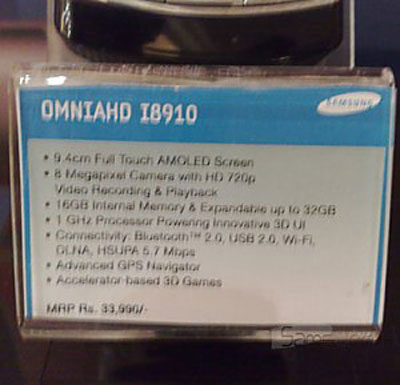 OMNIAHD I8910
SAMSUNG
• 9.4cm Full Touch AMOLED Screen
• 8 Megapixel Camera with HD 720p
Video Recording & Playback
• 16GB Internal Memory & Expandable up to 32GB
• 1 GHz Processor Powering Innovative 3D UI
• Connectivity: Bluetooth™ 2.0, USB 2.0, Wi-Fi,
DLNA, HSUPA 5.7 Mbps
• Advanced GPS Navigator
• Accelerator-based 3D Games
MRP Rs. 33,990/-